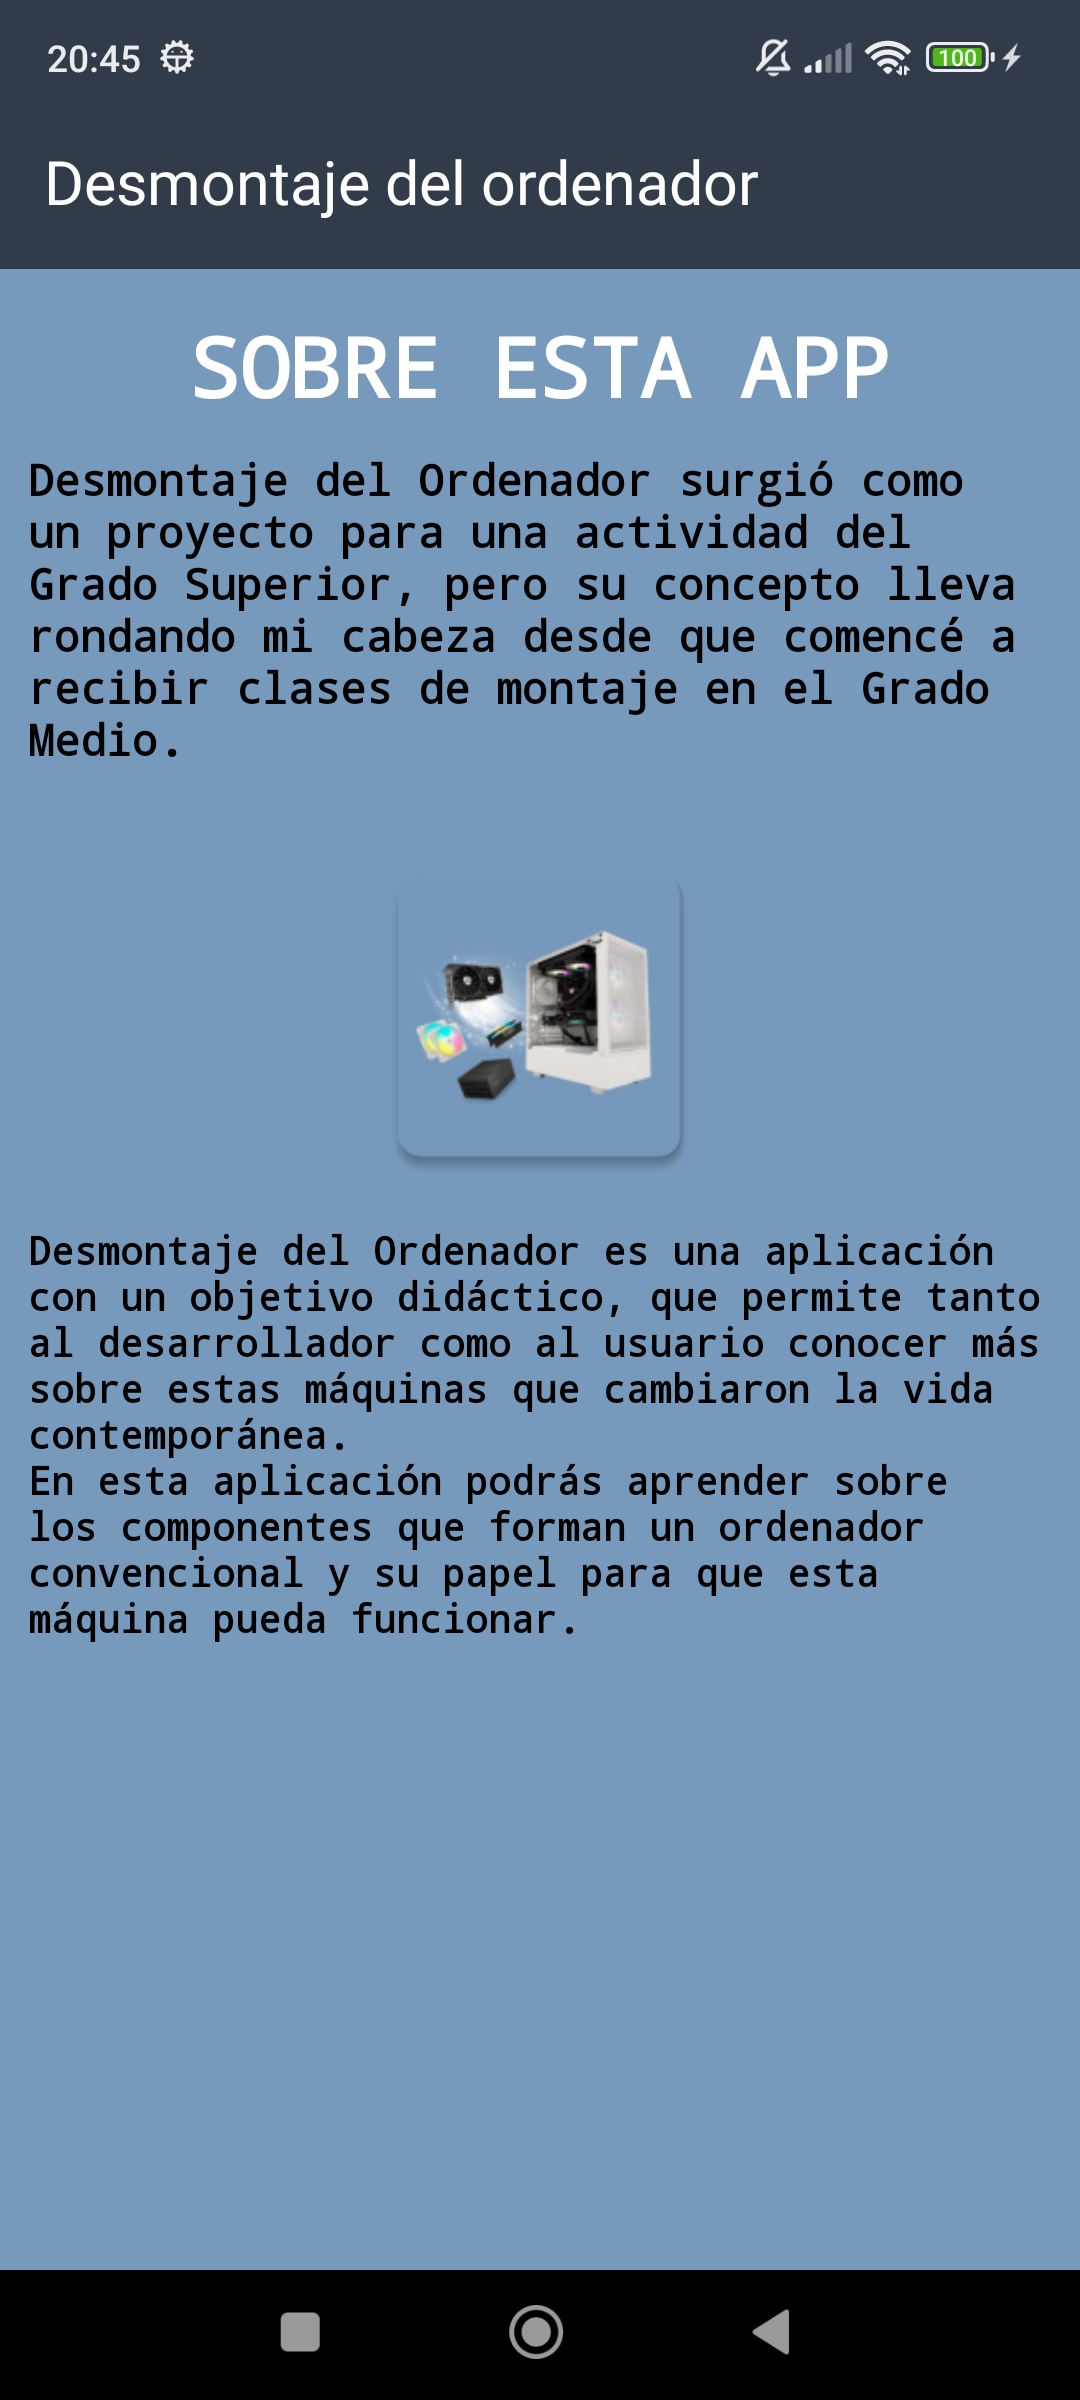 20:45
100
Desmontaje del ordenador
SOBRE ESTA APP
Desmontaje del Ordenador surgió como
un proyecto para una actividad del
Grado Superior, pero su concepto lleva
rondando mi cabeza desde que comencé a
recibir clases de montaje en el Grado
Medio.
Desmontaje del Ordenador es una aplicación
con un objetivo didáctico, que permite tanto
al desarrollador como al usuario conocer más
sobre estas máquinas que cambiaron la vida
contemporánea.
En esta aplicación podrás aprender sobre
los componentes que forman un ordenador
convencional y su papel para que esta
máquina pueda funcionar.